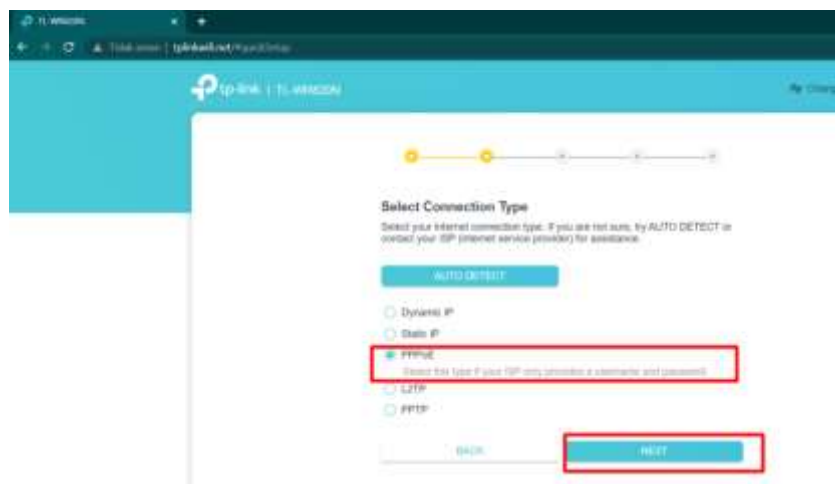 tp-link | TL-WR820N
Select Connection Type
Select your internet connection type. If you are not sure, try AUTO DETECT or
contact your ISP (internet service provider) for assistance.
AUTO DETECT
Dynamic IP
Static IP
PPPoE
Select this type if your ISP only provides a username and password.
L2TP
PPTP
BACK
NEXT